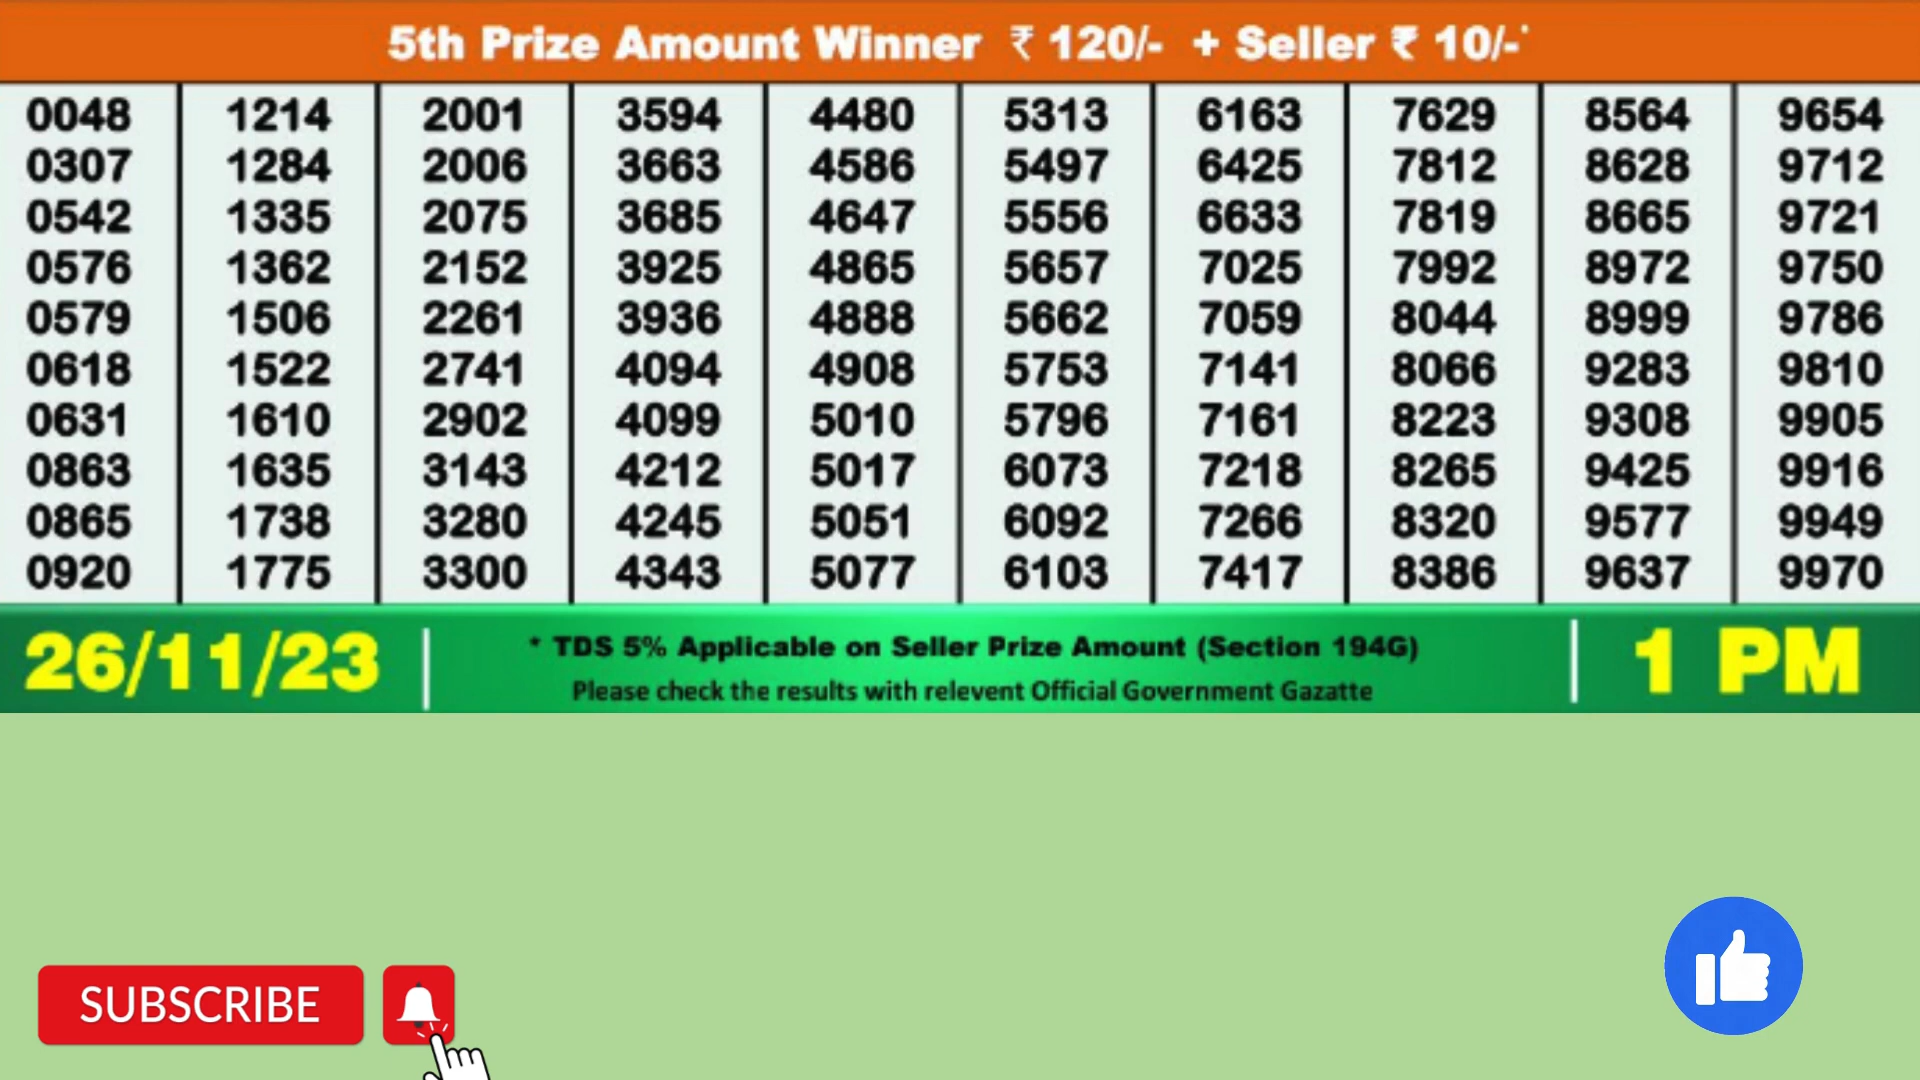 5th Prize Amount Winner ₹ 120/- + Seller ₹ 10/-*
0048 1214 2001 3594 4480 5313 6163 7629 8564 9654
0307 1284 2006 3663 4586 5497 6425 7812 8628 9712
0542 1335 2075 3685 4647 5556 6633 7819 8665 9721
0576 1362 2152 3925 4865 5657 7025 7992 8972 9750
0579 1506 2261 3936 4888 5662 7059 8044 8999 9786
0618 1522 2741 4094 4908 5753 7141 8066 9283 9810
0631 1610 2902 4099 5010 5796 7161 8223 9308 9905
0863 1635 3143 4212 5017 6073 7218 8265 9425 9916
0865 1738 3280 4245 5051 6092 7266 8320 9577 9949
0920 1775 3300 4343 5077 6103 7417 8386 9637 9970
26/11/23
* TDS 5% Applicable on Seller Prize Amount (Section 194G)
Please check the results with relevent Official Government Gazatte
1 PM
SUBSCRIBE